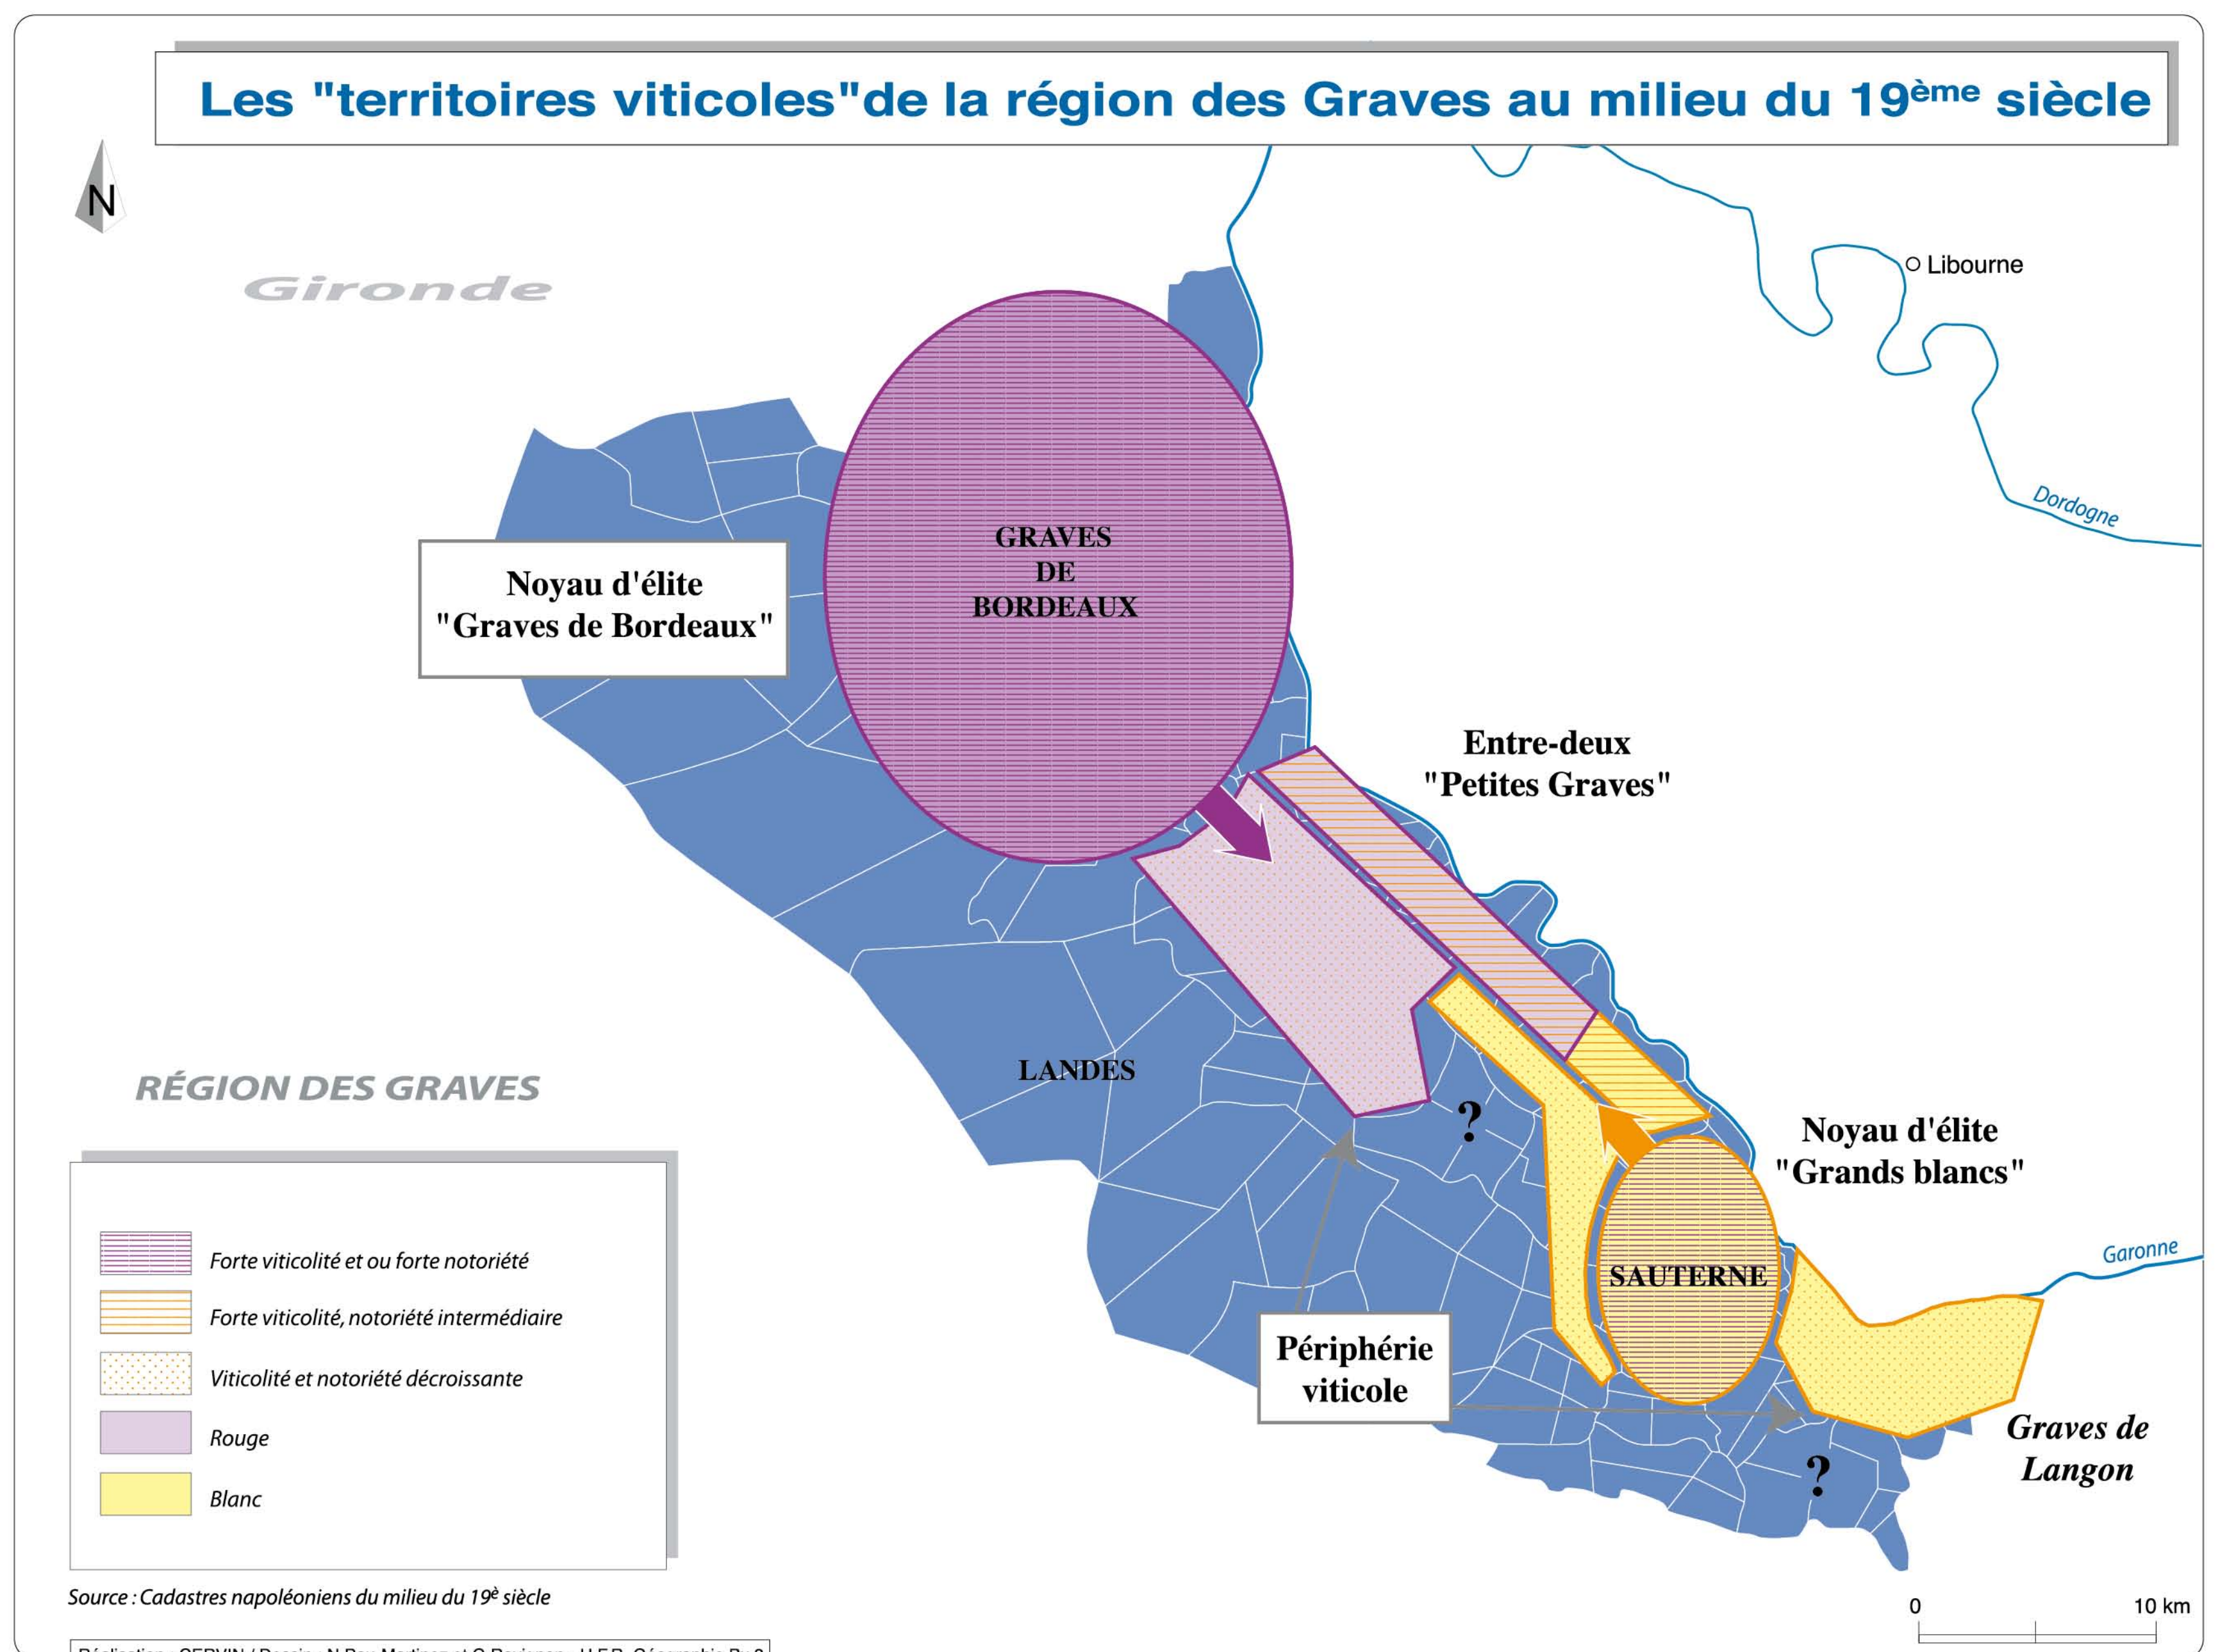 Les "territoires viticoles"de la région des Graves au milieu du 19ème siècle
N
Gironde
Libourne
Dordogne
GRAVES
DE
BORDEAUX
Noyau d'élite
"Graves de Bordeaux"
Entre-deux
"Petites Graves"
LANDES
RÉGION DES GRAVES
?
Noyau d'élite
"Grands blancs"
Garonne
SAUTERNE
Périphérie
viticole
Graves de
Langon
?
Forte viticolité et ou forte notoriété
Forte viticolité, notoriété intermédiaire
Viticolité et notoriété décroissante
Rouge
Blanc
Source : Cadastres napoléoniens du milieu du 19è siècle
0 10 km